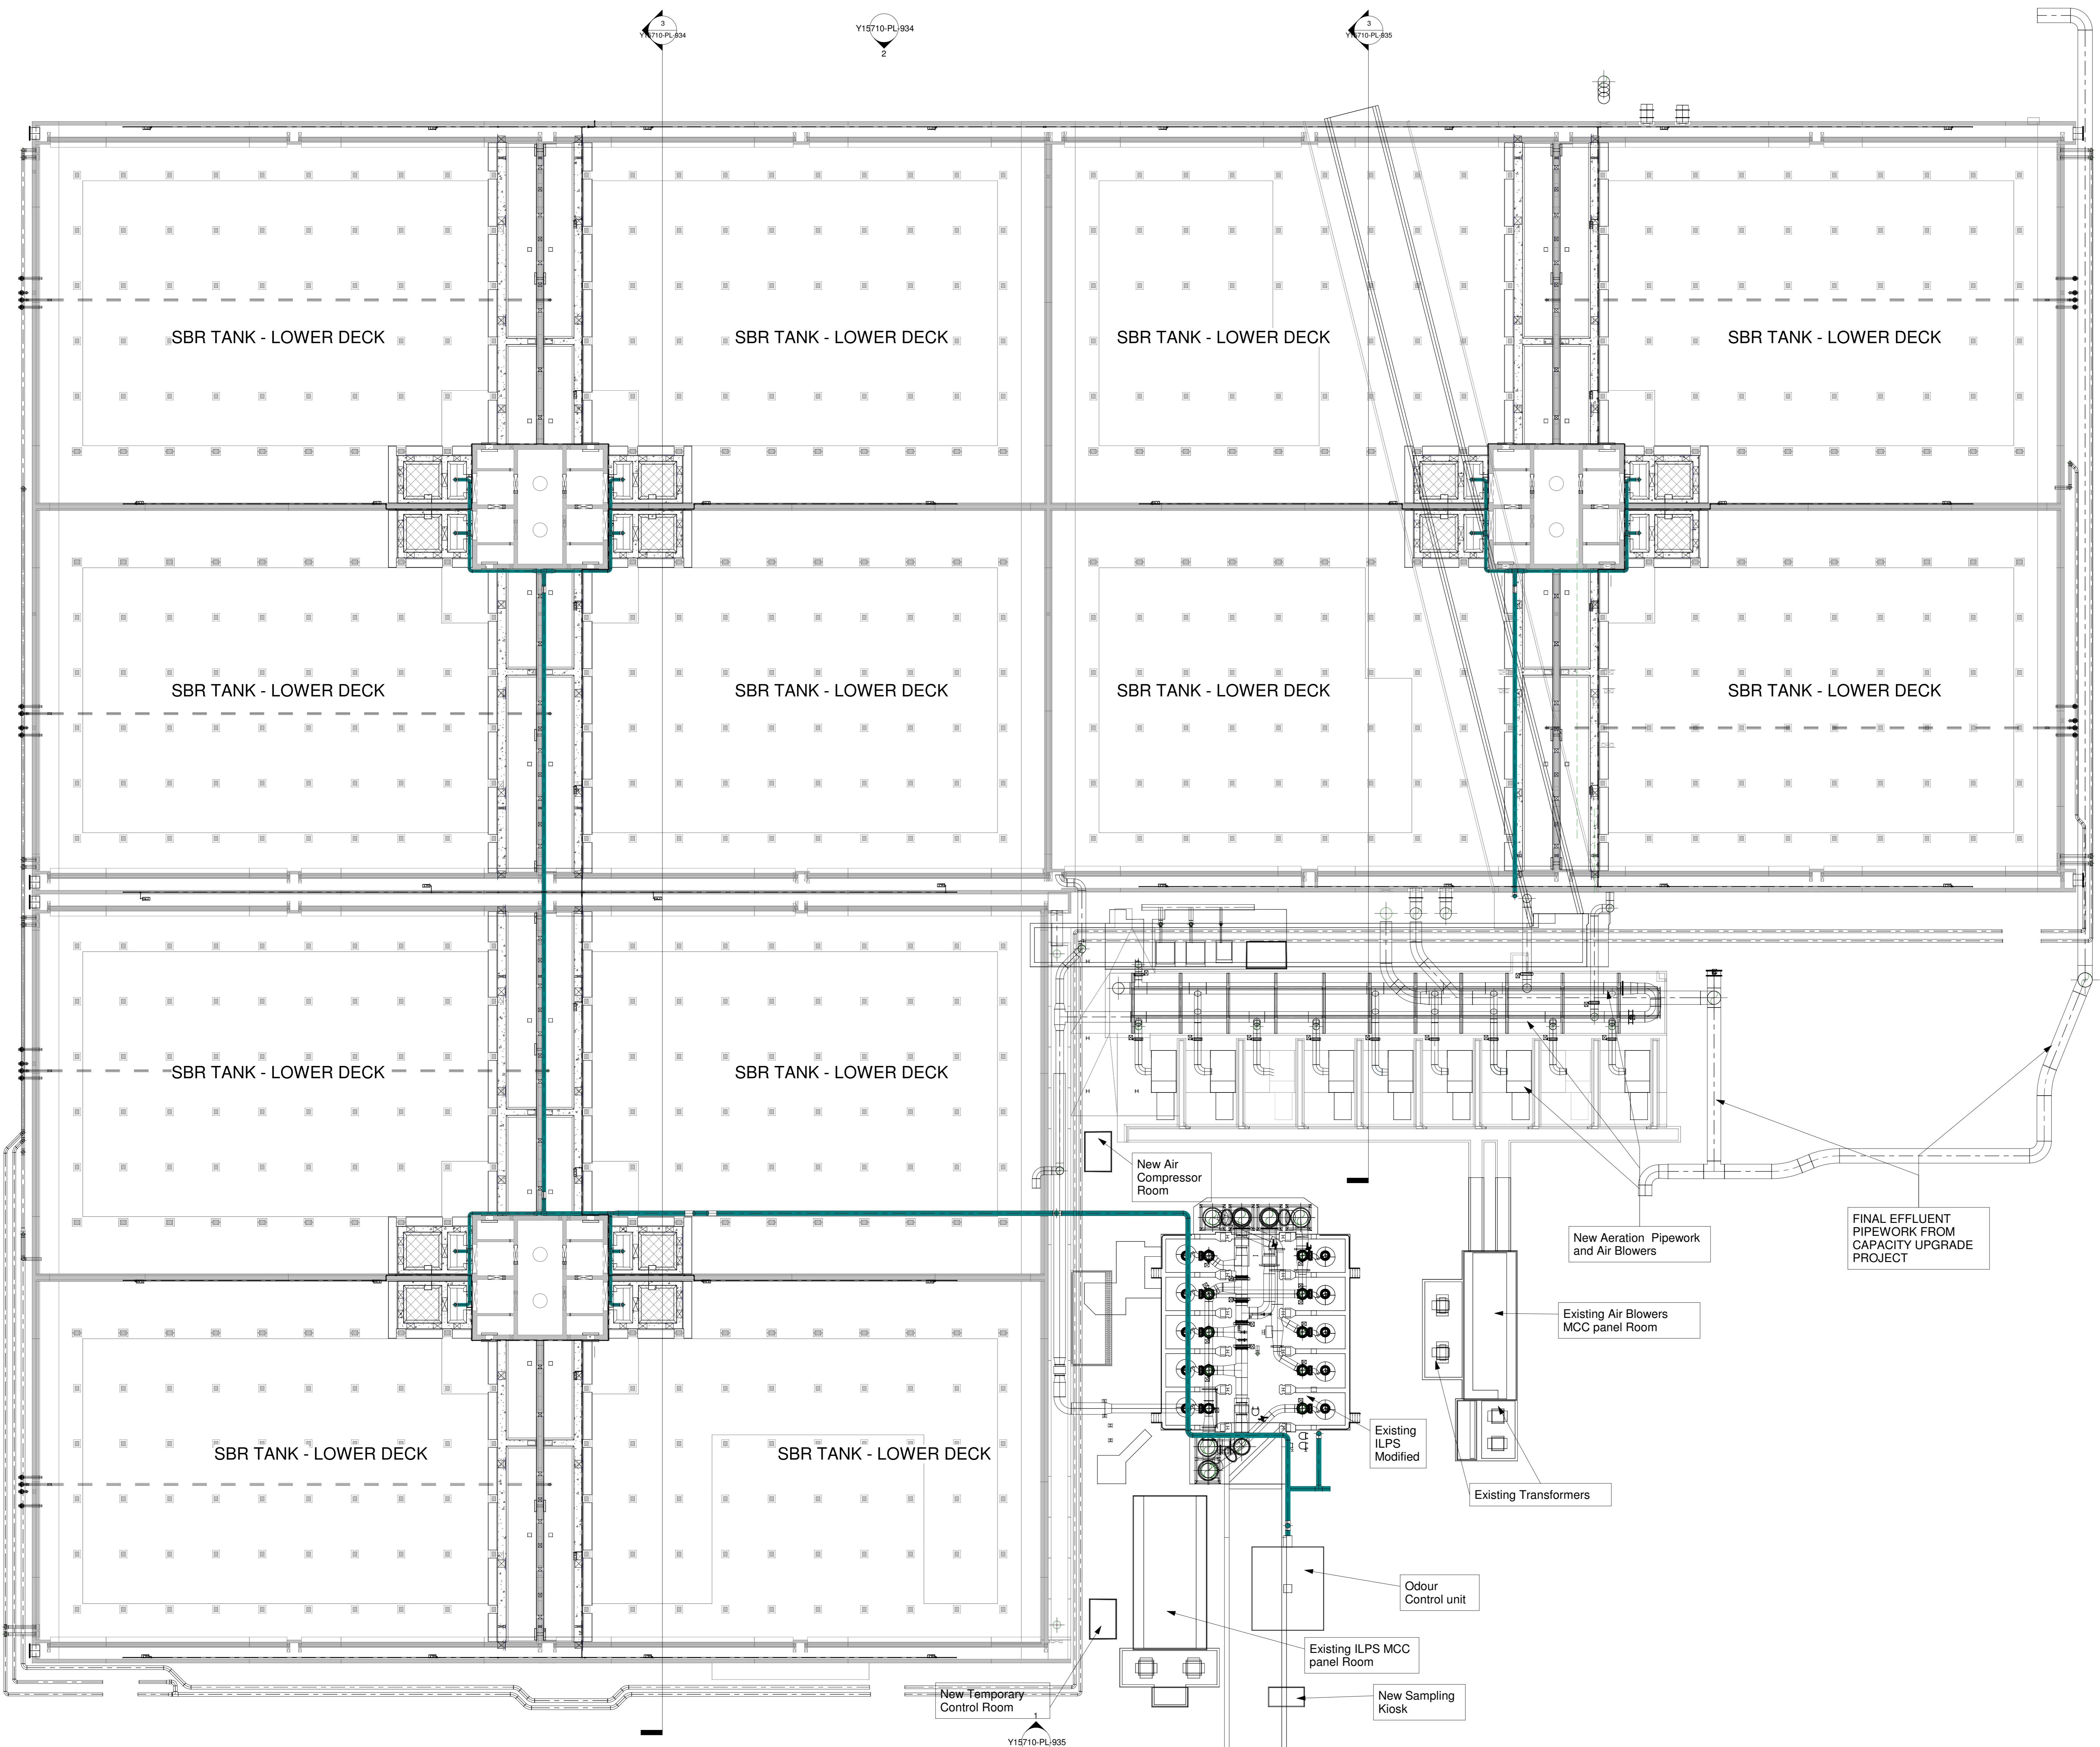 3
Y15710-PL-934
Y15710-PL-934
2
3
Y15710-PL-935
SBR TANK - LOWER DECK
SBR TANK - LOWER DECK
SBR TANK - LOWER DECK
SBR TANK - LOWER DECK
SBR TANK - LOWER DECK
SBR TANK - LOWER DECK
SBR TANK - LOWER DECK
SBR TANK - LOWER DECK
SBR TANK - LOWER DECK
SBR TANK - LOWER DECK
New Air
Compressor
Room
New Aeration Pipework
and Air Blowers
FINAL EFFLUENT
PIPEWORK FROM
CAPACITY UPGRADE
PROJECT
Existing Air Blowers
MCC panel Room
Existing
ILPS
Modified
SBR TANK - LOWER DECK
SBR TANK - LOWER DECK
Existing Transformers
Odour
Control unit
Existing ILPS MCC
panel Room
New Temporary
Control Room
New Sampling
Kiosk
1
Y15710-PL-935